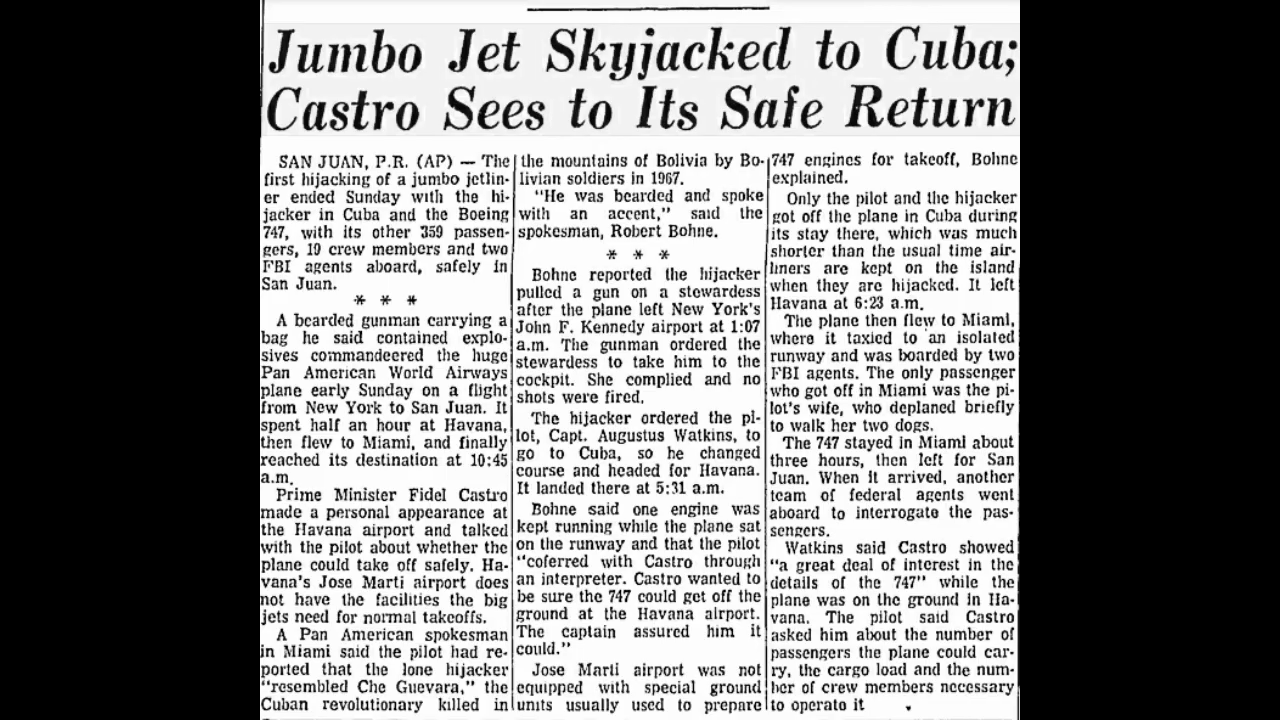 Jumbo Jet Skyjacked to Cuba;
Castro Sees to Its Safe Return
SAN JUAN, P.R. (AP) — The
first hijacking of a jumbo jetlin-
er ended Sunday with the hi-
jacker in Cuba and the Boeing
747, with its other 359 passen-
gers, 19 crew members and two
FBI agents aboard, safely in
San Juan.
* * *
A bearded gunman carrying a
bag he said contained explo-
sives commandeered the huge
Pan American World Airways
plane early Sunday on a flight
from New York to San Juan. It
spent half an hour at Havana,
then flew to Miami, and finally
reached its destination at 10:45
a.m.
Prime Minister Fidel Castro
made a personal appearance at
the Havana airport and talked
with the pilot about whether the
plane could take off safely. Ha-
vana's Jose Marti airport does
not have the facilities the big
jets need for normal takeoffs.
A Pan American spokesman
in Miami said the pilot had re-
ported that the lone hijacker
"resembled Che Guevara," the
Cuban revolutionary killed in
the mountains of Bolivia by Bo-
livian soldiers in 1967.
"He was bearded and spoke
with an accent," said the
spokesman, Robert Bohne.
* * *
Bohne reported the hijacker
pulled a gun on a stewardess
after the plane left New York's
John F. Kennedy airport at 1:07
a.m. The gunman ordered the
stewardess to take him to the
cockpit. She complied and no
shots were fired.
The hijacker ordered the pi-
lot, Capt. Augustus Watkins, to
go to Cuba, so he changed
course and headed for Havana.
It landed there at 5:31 a.m.
Bohne said one engine was
kept running while the plane sat
on the runway and that the pilot
"coferred with Castro through
an interpreter. Castro wanted to
be sure the 747 could get off the
ground at the Havana airport.
The captain assured him it
could."
Jose Marti airport was not
equipped with special ground
units usually used to prepare
747 engines for takeoff, Bohne
explained.
Only the pilot and the hijacker
got off the plane in Cuba during
its stay there, which was much
shorter than the usual time air-
liners are kept on the island
when they are hijacked. It left
Havana at 6:23 a.m.
The plane then flew to Miami,
where it taxied to an isolated
runway and was boarded by two
FBI agents. The only passenger
who got off in Miami was the pi-
lot's wife, who deplaned briefly
to walk her two dogs.
The 747 stayed in Miami about
three hours, then left for San
Juan. When it arrived, another
team of federal agents went
aboard to interrogate the pas-
sengers.
Watkins said Castro showed
"a great deal of interest in the
details of the 747" while the
plane was on the ground in Ha-
vana. The pilot said Castro
asked him about the number of
passengers the plane could car-
ry, the cargo load and the num-
ber of crew members necessary
to operate it